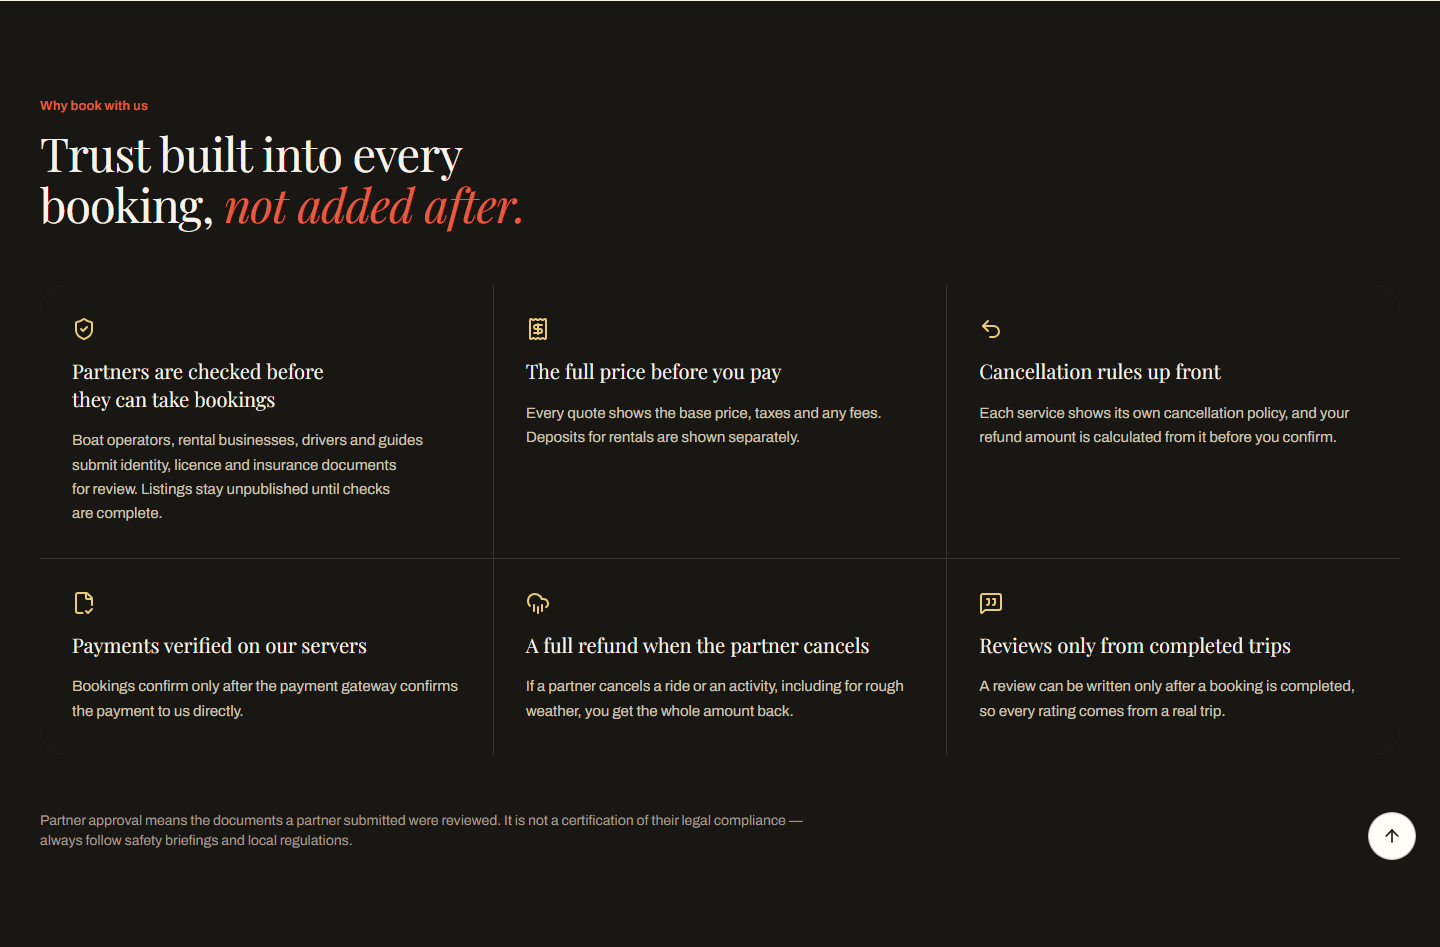 Why book with us
Trust built into every
booking, not added after.
Partners are checked before
they can take bookings
Boat operators, rental businesses, drivers and guides
submit identity, licence and insurance documents
for review. Listings stay unpublished until checks
are complete.
The full price before you pay
Every quote shows the base price, taxes and any fees.
Deposits for rentals are shown separately.
Cancellation rules up front
Each service shows its own cancellation policy, and your
refund amount is calculated from it before you confirm.
Payments verified on our servers
Bookings confirm only after the payment gateway confirms
the payment to us directly.
A full refund when the partner cancels
If a partner cancels a ride or an activity, including for rough
weather, you get the whole amount back.
Reviews only from completed trips
A review can be written only after a booking is completed,
so every rating comes from a real trip.
Partner approval means the documents a partner submitted were reviewed. It is not a certification of their legal compliance —
always follow safety briefings and local regulations.